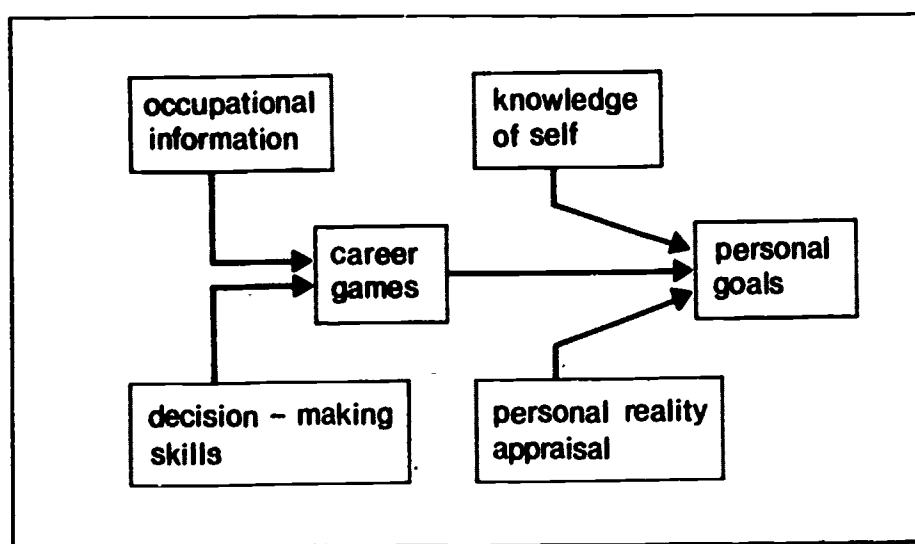 occupational
information
knowledge
of self
career
games
personal
goals
decision – making
skills
personal reality
appraisal